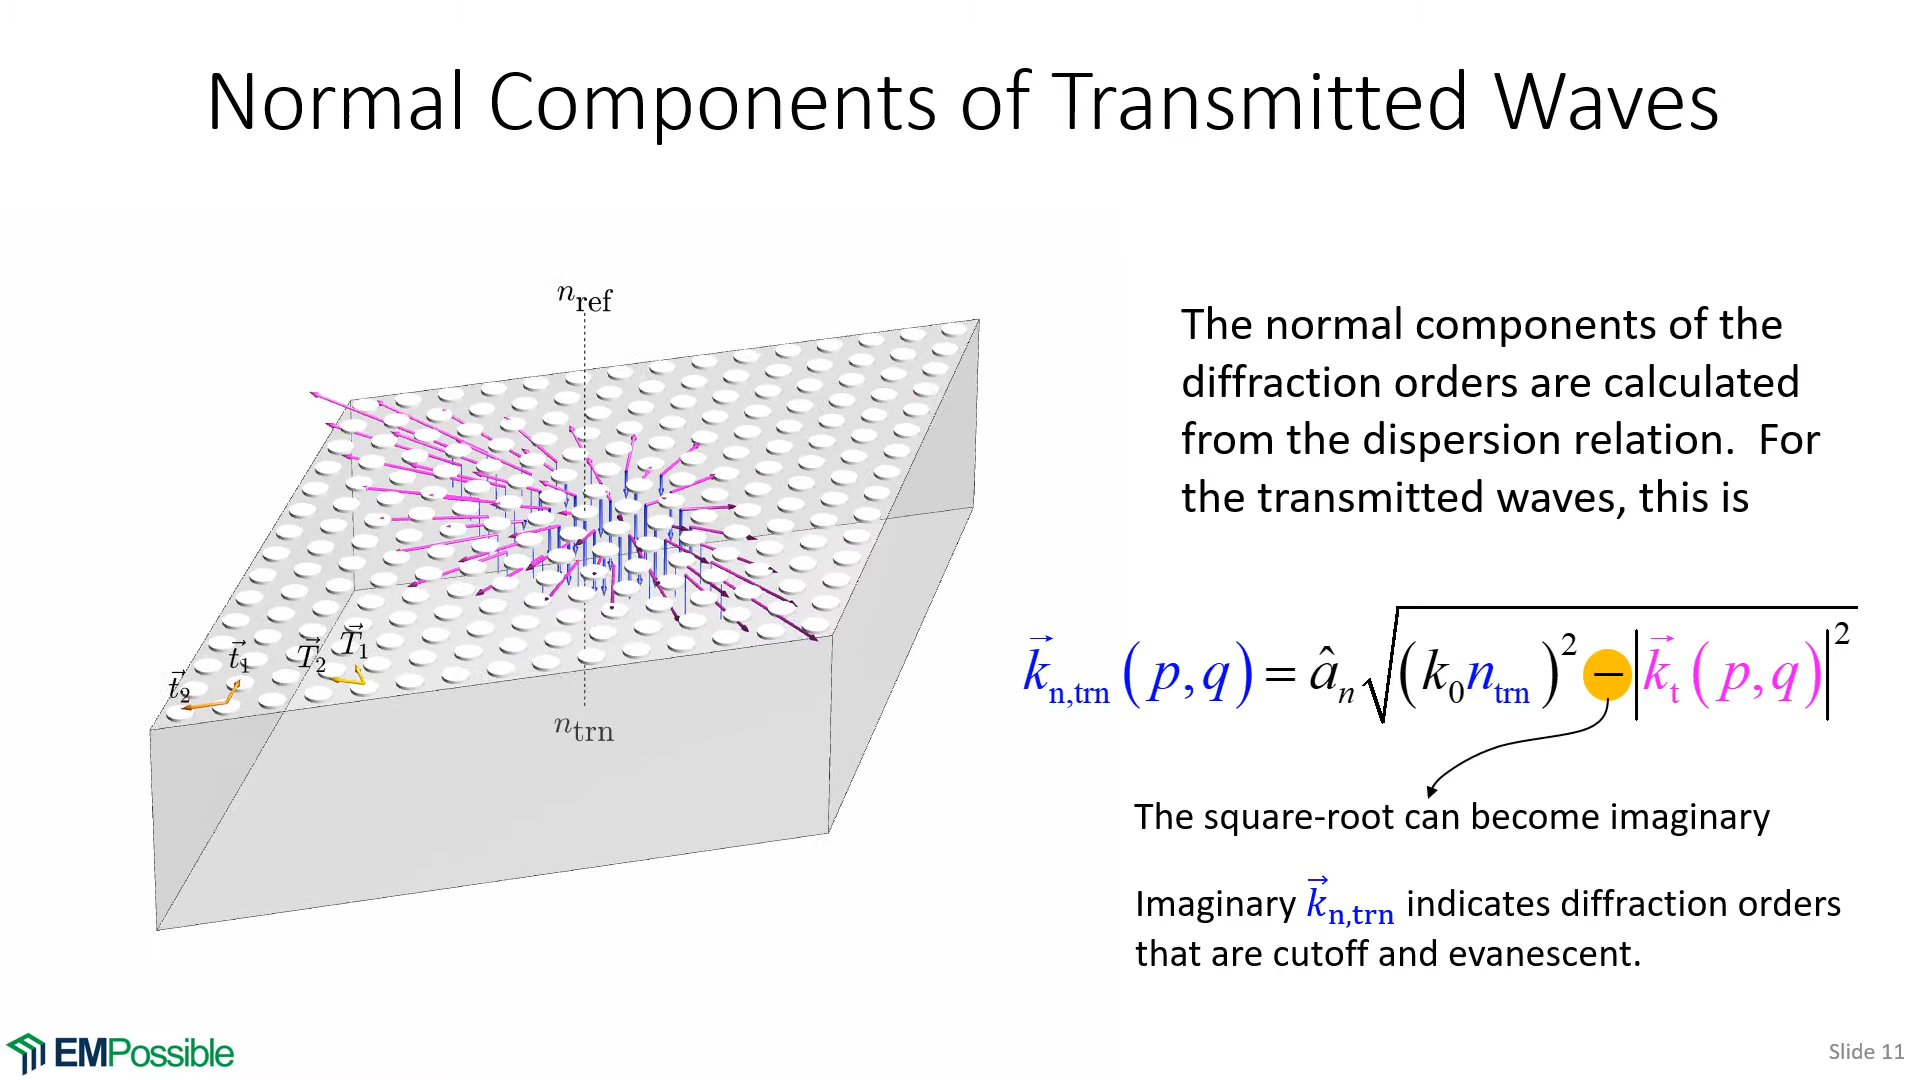 Normal Components of Transmitted Waves
n_ref
The normal components of the
diffraction orders are calculated
from the dispersion relation.  For
the transmitted waves, this is
t⃗_2
t⃗_1
T⃗_2
T⃗_1
n_trn
k⃗_n,trn (p,q) = â_n √((k_0 n_trn)^2 − |k⃗_t (p,q)|^2)
The square-root can become imaginary
Imaginary k⃗_n,trn indicates diffraction orders
that are cutoff and evanescent.
EMPossible
Slide 11